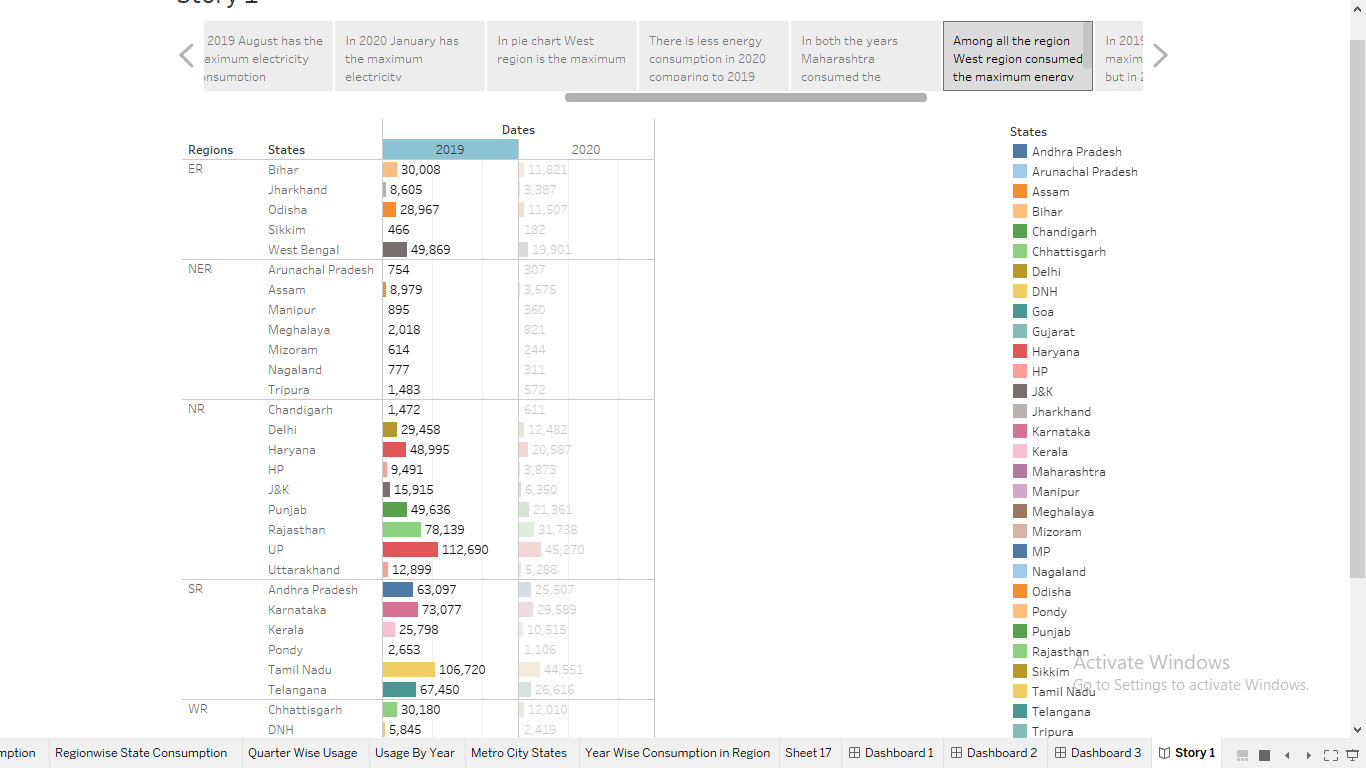 2019 August has the
aximum electricity
onsumption
In 2020 January has
the maximum
electricity
In pie chart West
region is the maximum
There is less energy
consumption in 2020
comparing to 2019
In both the years
Maharashtra
consumed the
Among all the region
West region consumed
the maximum energy
In 2019
maxim
but in 2
Dates
Regions States 2019 2020
ER Bihar 30,008 11,821
Jharkhand 8,605 3,387
Odisha 28,967 11,507
Sikkim 466 182
West Bengal 49,869 19,901
NER Arunachal Pradesh 754 307
Assam 8,979 3,575
Manipur 895 360
Meghalaya 2,018 821
Mizoram 614 244
Nagaland 777 311
Tripura 1,483 572
NR Chandigarh 1,472 611
Delhi 29,458 12,482
Haryana 48,995 20,587
HP 9,491 3,873
J&K 15,915 6,350
Punjab 49,636 21,361
Rajasthan 78,139 31,738
UP 112,690 45,270
Uttarakhand 12,899 5,288
SR Andhra Pradesh 63,097 25,507
Karnataka 73,077 29,589
Kerala 25,798 10,515
Pondy 2,653 1,106
Tamil Nadu 106,720 44,551
Telangana 67,450 26,616
WR Chhattisgarh 30,180 12,010
DNH 5,845 2,419
States
Andhra Pradesh
Arunachal Pradesh
Assam
Bihar
Chandigarh
Chhattisgarh
Delhi
DNH
Goa
Gujarat
Haryana
HP
J&K
Jharkhand
Karnataka
Kerala
Maharashtra
Manipur
Meghalaya
Mizoram
MP
Nagaland
Odisha
Pondy
Punjab
Rajasthan
Sikkim
Tamil Nadu
Telangana
Tripura
Activate Windows
Go to Settings to activate Windows.
mption Regionwise State Consumption Quarter Wise Usage Usage By Year Metro City States Year Wise Consumption in Region Sheet 17 Dashboard 1 Dashboard 2 Dashboard 3 Story 1